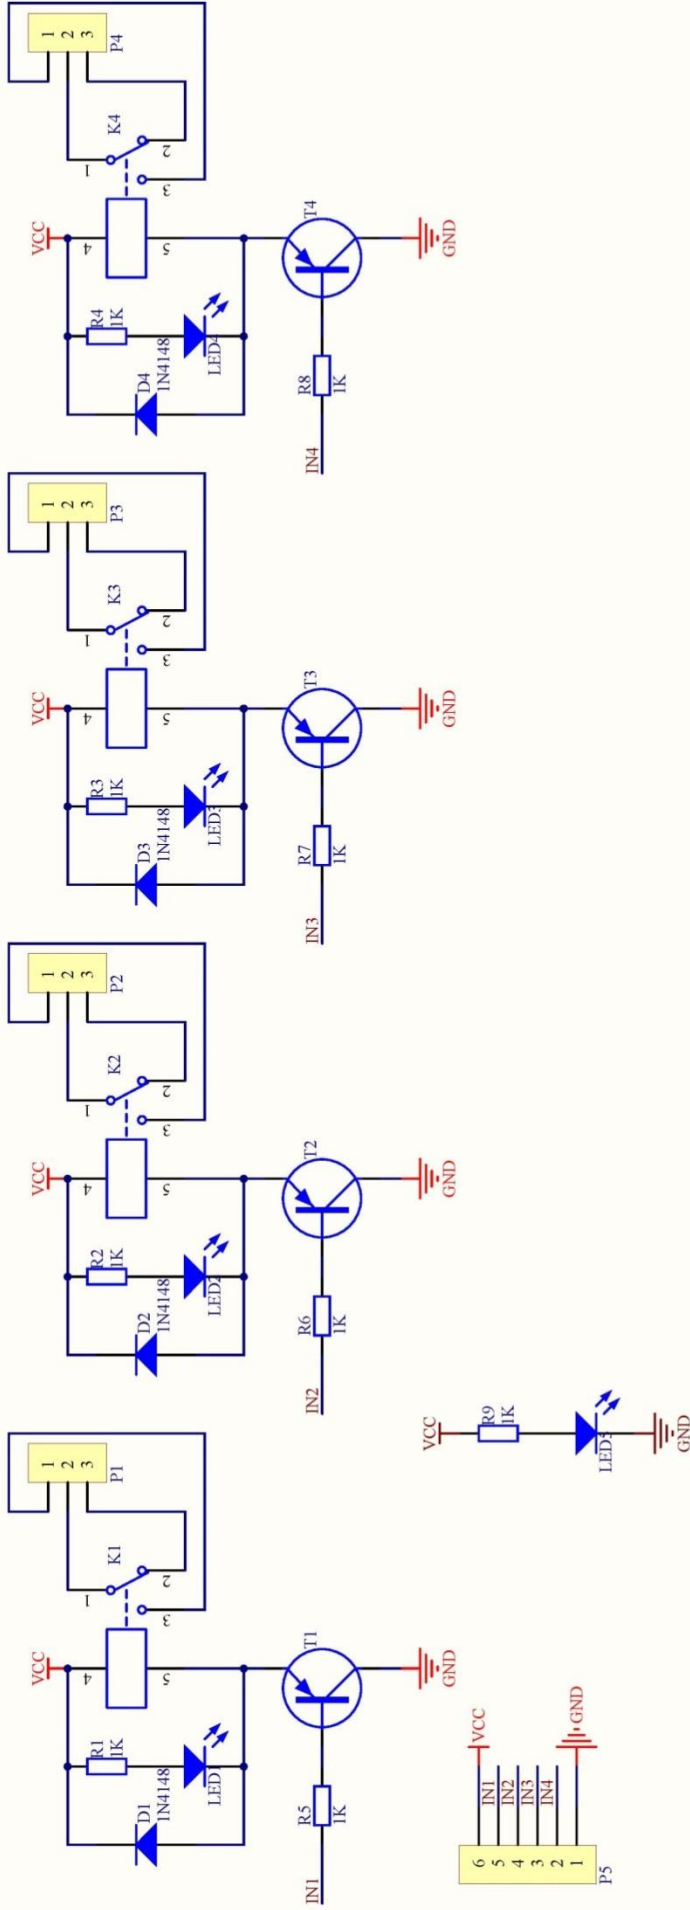 VCC
4
5
R4
1K
LED4
D4
1N4148
K4
1
2
3
1
2
3
P4
T4
GND
R8
1K
IN4
VCC
4
5
R3
1K
LED3
D3
1N4148
K3
1
2
3
1
2
3
P3
T3
GND
R7
1K
IN3
VCC
4
5
R2
1K
LED2
D2
1N4148
K2
1
2
3
1
2
3
P2
T2
GND
R6
1K
IN2
VCC
4
5
R1
1K
LED1
D1
1N4148
K1
1
2
3
1
2
3
P1
T1
GND
R5
1K
IN1
VCC
R9
1K
LED5
GND
6
5
4
3
2
1
P5
VCC
IN1
IN2
IN3
IN4
GND